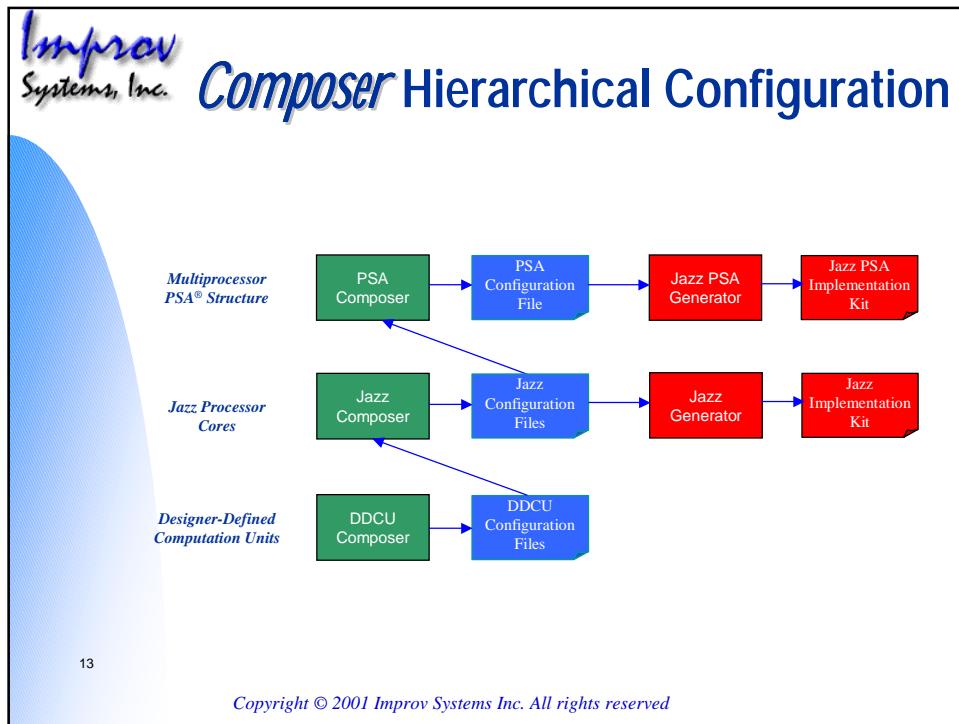 Improv
Systems, Inc.
Composer Hierarchical Configuration
Multiprocessor
PSA® Structure
PSA
Composer
PSA
Configuration
File
Jazz PSA
Generator
Jazz PSA
Implementation
Kit
Jazz Processor
Cores
Jazz
Composer
Jazz
Configuration
Files
Jazz
Generator
Jazz
Implementation
Kit
Designer-Defined
Computation Units
DDCU
Composer
DDCU
Configuration
Files
13
Copyright © 2001 Improv Systems Inc. All rights reserved